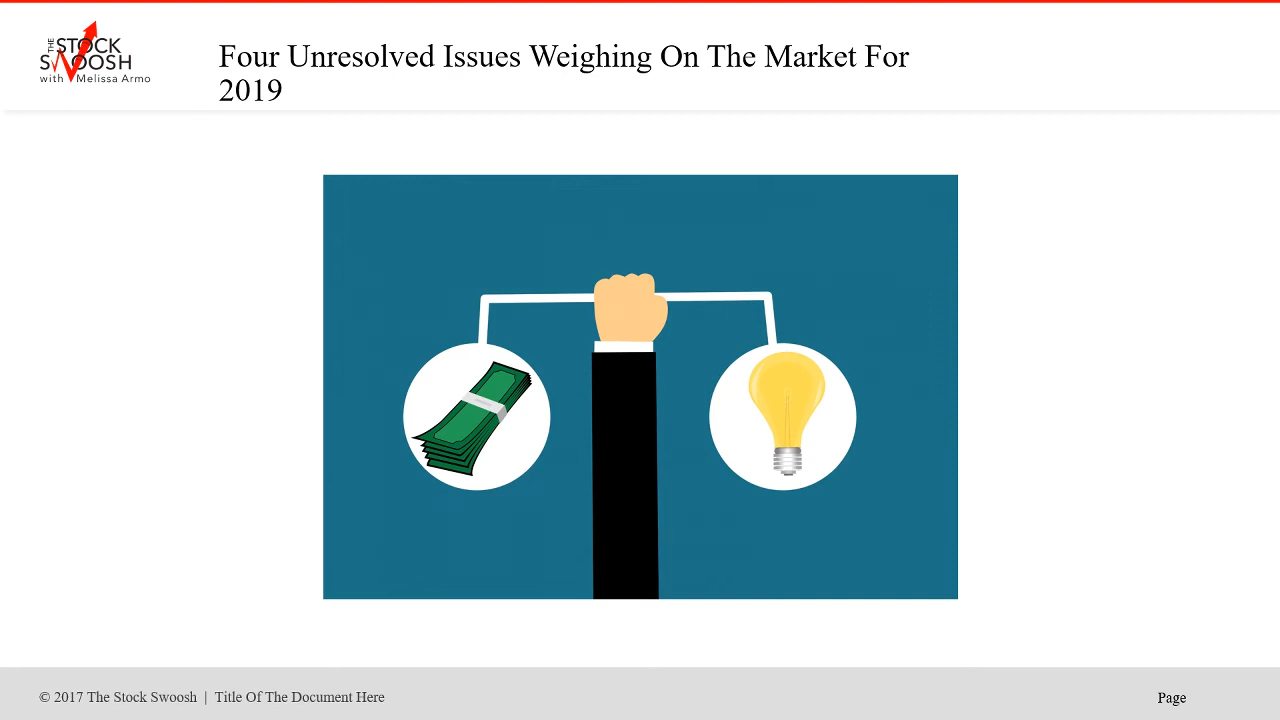 THE
STOCK
SWOOSH
with Melissa Armo
Four Unresolved Issues Weighing On The Market For
2019
© 2017 The Stock Swoosh | Title Of The Document Here
Page